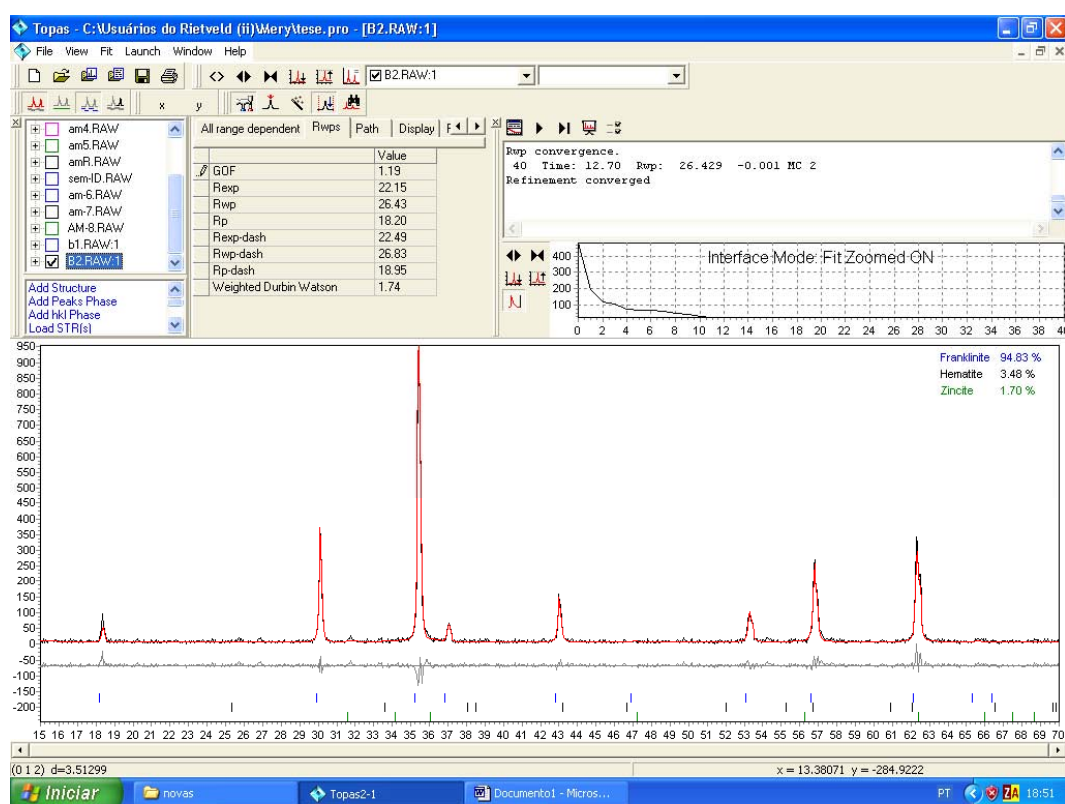 Topas - C:\Usuários do Rietveld (ii)\Mery\tese.pro - [B2.RAW:1]
File View Fit Launch Window Help
B2.RAW:1
x y
am4.RAW
am5.RAW
amR.RAW
sem-ID.RAW
am-6.RAW
am-7.RAW
AM-8.RAW
b1.RAW:1
B2.RAW:1
Add Structure
Add Peaks Phase
Add hkl Phase
Load STR(s)
All range dependent Rwps Path Display
Value
GOF 1.19
Rexp 22.15
Rwp 26.43
Rp 18.20
Rexp-dash 22.49
Rwp-dash 26.83
Rp-dash 18.95
Weighted Durbin Watson 1.74
Rwp convergence.
40 Time: 12.70 Rwp: 26.429 -0.001 MC 2
Refinement converged
Interface Mode: Fit Zoomed ON
400
300
200
100
0 2 4 6 8 10 12 14 16 18 20 22 24 26 28 30 32 34 36 38 40
Franklinite 94.83 %
Hematite 3.48 %
Zincite 1.70 %
950
900
850
800
750
700
650
600
550
500
450
400
350
300
250
200
150
100
50
0
-50
-100
-150
-200
15 16 17 18 19 20 21 22 23 24 25 26 27 28 29 30 31 32 33 34 35 36 37 38 39 40 41 42 43 44 45 46 47 48 49 50 51 52 53 54 55 56 57 58 59 60 61 62 63 64 65 66 67 68 69 70
(0 1 2) d=3.51299
x = 13.38071 y = -284.9222
Iniciar
novas
Topas2-1
Documento1 - Micros...
PT
18:51